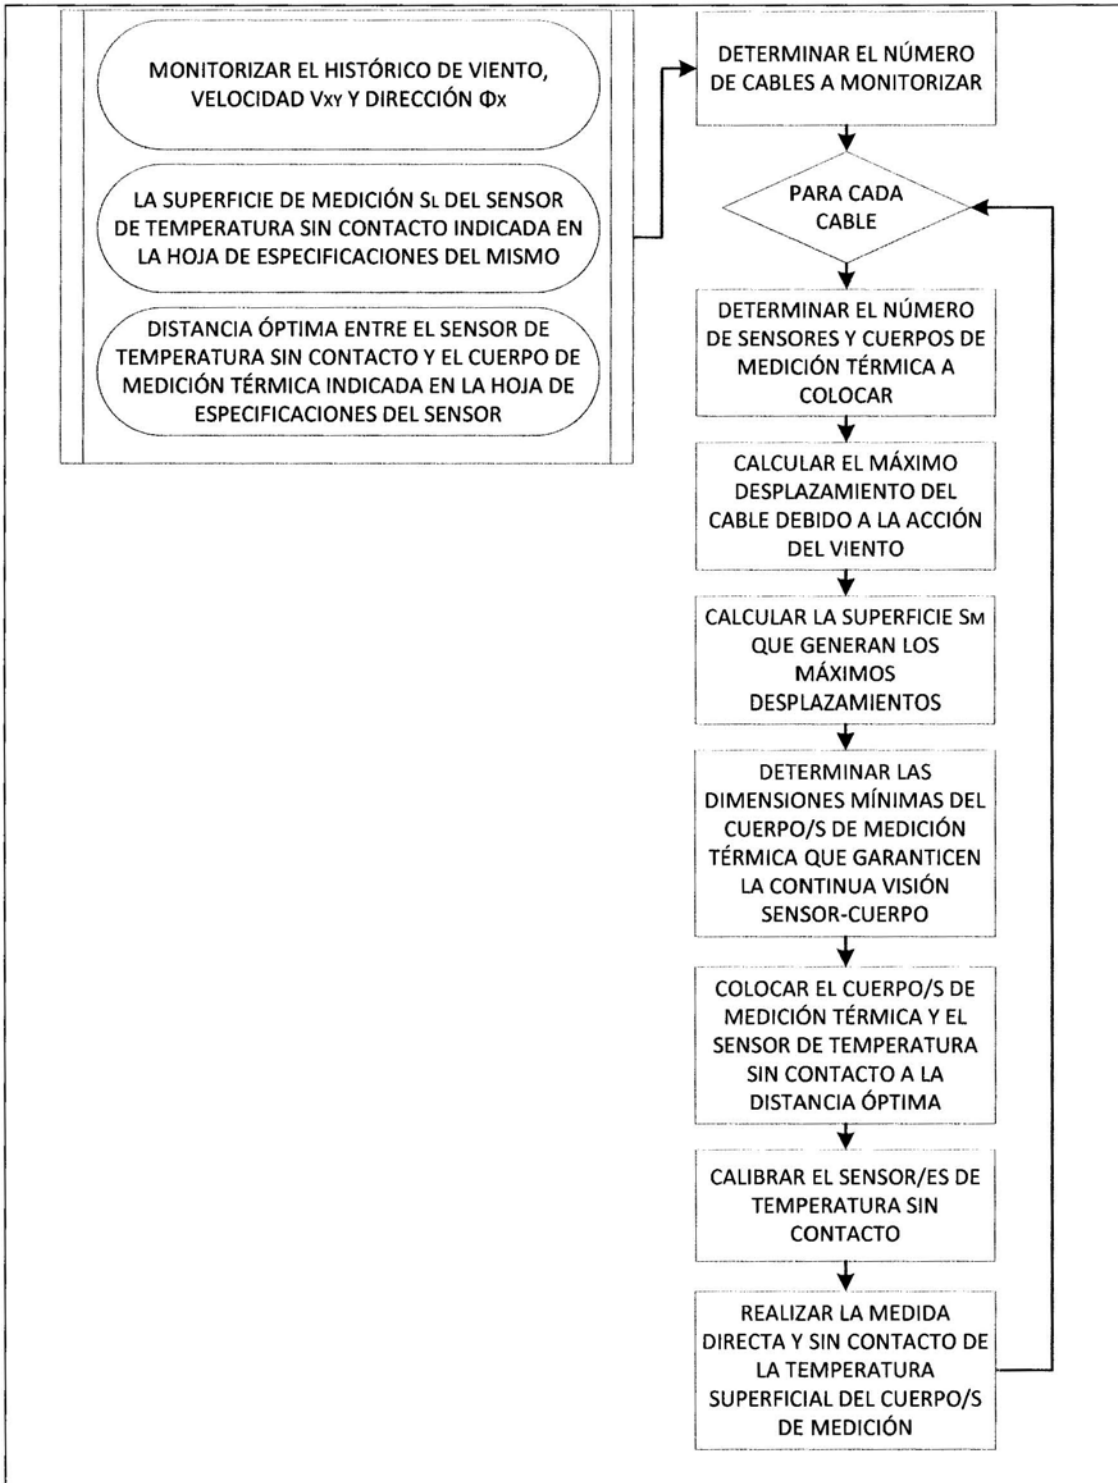 MONITORIZAR EL HISTÓRICO DE VIENTO,
VELOCIDAD VXY Y DIRECCIÓN ΦX
LA SUPERFICIE DE MEDICIÓN SL DEL SENSOR
DE TEMPERATURA SIN CONTACTO INDICADA EN
LA HOJA DE ESPECIFICACIONES DEL MISMO
DISTANCIA ÓPTIMA ENTRE EL SENSOR DE
TEMPERATURA SIN CONTACTO Y EL CUERPO DE
MEDICIÓN TÉRMICA INDICADA EN LA HOJA DE
ESPECIFICACIONES DEL SENSOR
DETERMINAR EL NÚMERO
DE CABLES A MONITORIZAR
PARA CADA
CABLE
DETERMINAR EL NÚMERO
DE SENSORES Y CUERPOS DE
MEDICIÓN TÉRMICA A
COLOCAR
CALCULAR EL MÁXIMO
DESPLAZAMIENTO DEL
CABLE DEBIDO A LA ACCIÓN
DEL VIENTO
CALCULAR LA SUPERFICIE SM
QUE GENERAN LOS
MÁXIMOS
DESPLAZAMIENTOS
DETERMINAR LAS
DIMENSIONES MÍNIMAS DEL
CUERPO/S DE MEDICIÓN
TÉRMICA QUE GARANTICEN
LA CONTINUA VISIÓN
SENSOR-CUERPO
COLOCAR EL CUERPO/S DE
MEDICIÓN TÉRMICA Y EL
SENSOR DE TEMPERATURA
SIN CONTACTO A LA
DISTANCIA ÓPTIMA
CALIBRAR EL SENSOR/ES DE
TEMPERATURA SIN
CONTACTO
REALIZAR LA MEDIDA
DIRECTA Y SIN CONTACTO DE
LA TEMPERATURA
SUPERFICIAL DEL CUERPO/S
DE MEDICIÓN